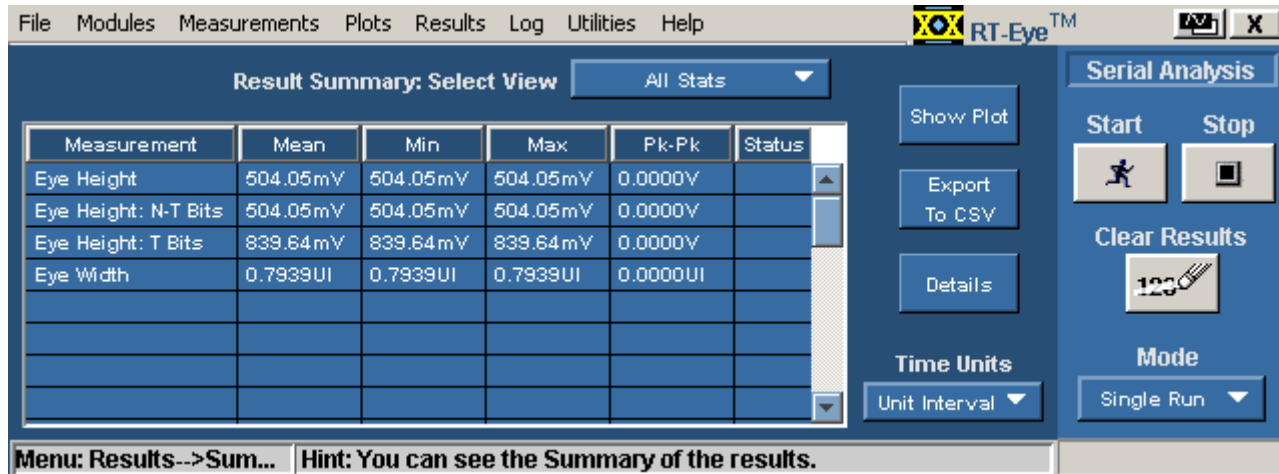 File Modules Measurements Plots Results Log Utilities Help RT-Eye™ X
Result Summary: Select View All Stats
Measurement Mean Min Max Pk-Pk Status
Eye Height 504.05mV 504.05mV 504.05mV 0.0000V
Eye Height: N-T Bits 504.05mV 504.05mV 504.05mV 0.0000V
Eye Height: T Bits 839.64mV 839.64mV 839.64mV 0.0000V
Eye Width 0.7939UI 0.7939UI 0.7939UI 0.0000UI
Show Plot
Export
To CSV
Details
Time Units
Unit Interval
Serial Analysis
Start Stop
Clear Results
123
Mode
Single Run
Menu: Results-->Sum... Hint: You can see the Summary of the results.